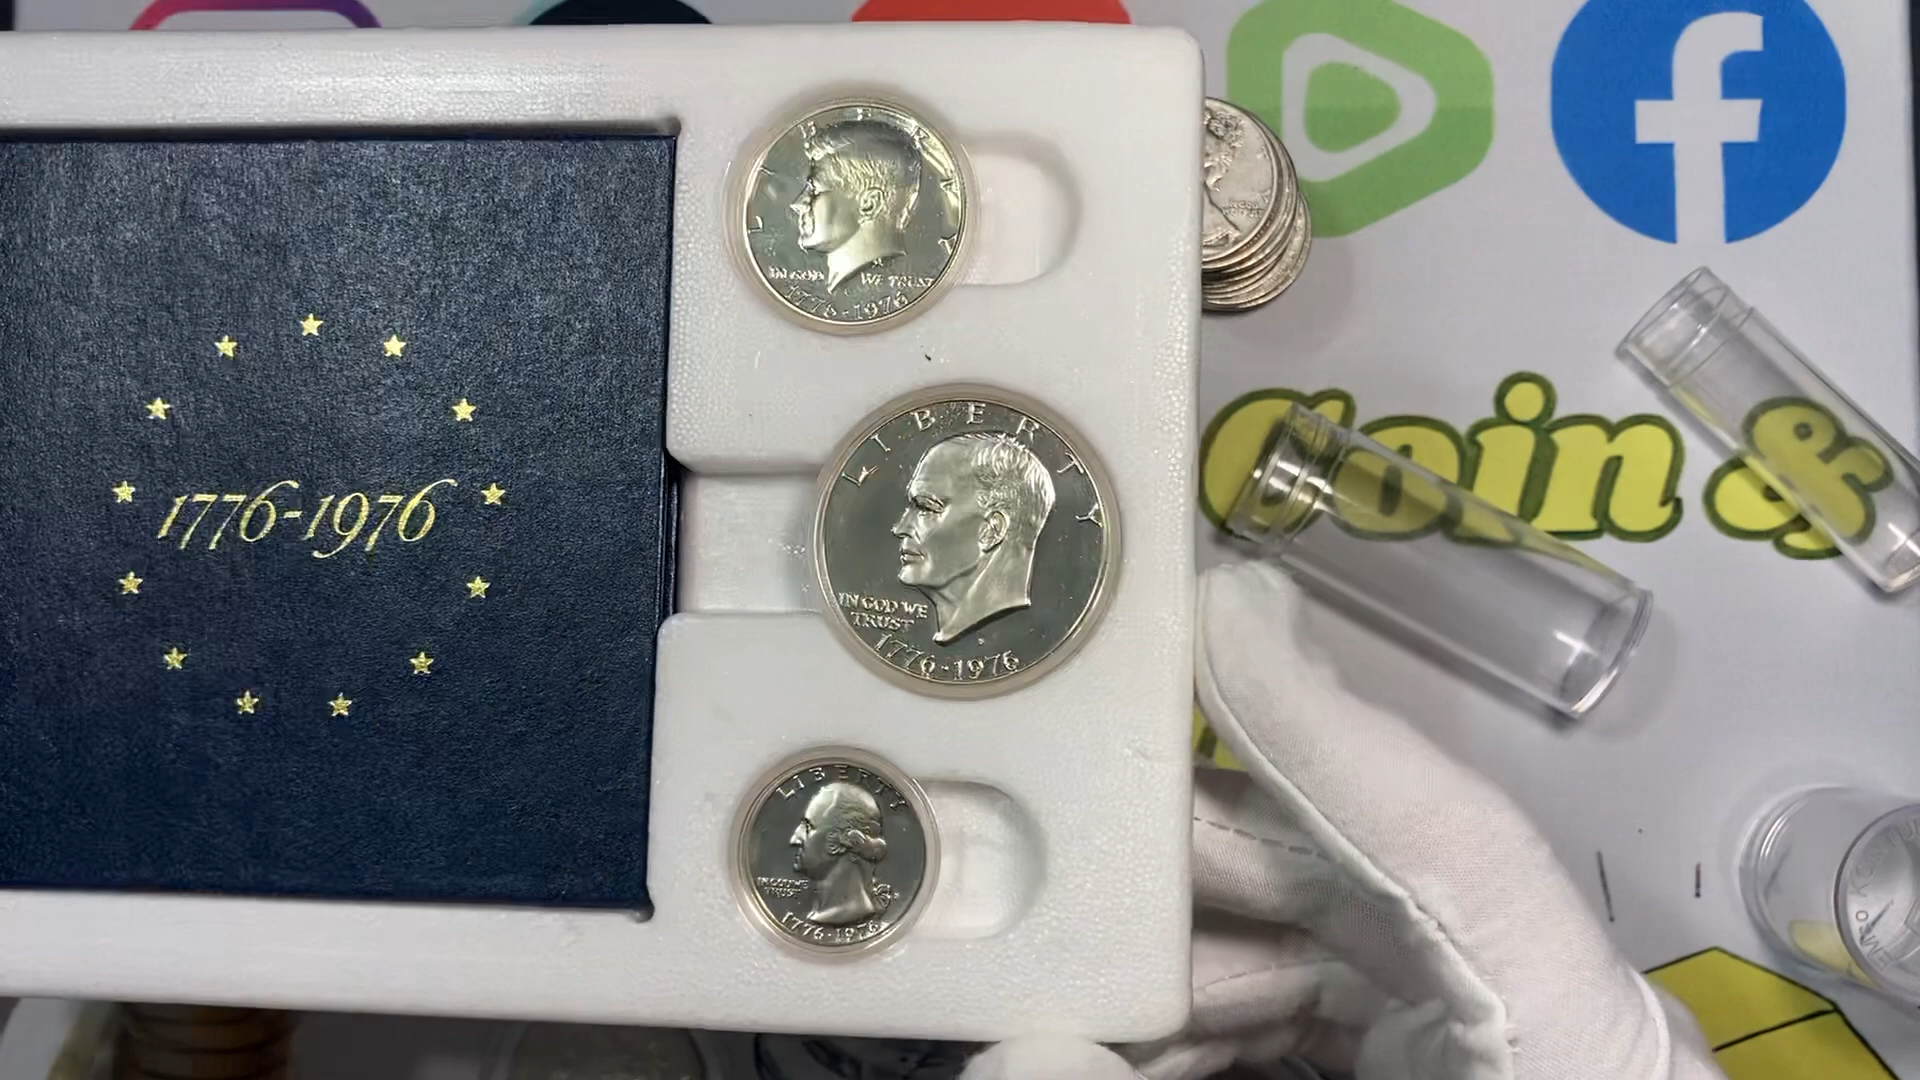 1776-1976
LIBERTY
IN GOD WE TRUST
1776-1976
LIBERTY
IN GOD WE
TRUST
1776-1976
LIBERTY
IN GOD WE
TRUST
1776-1976
Coin &